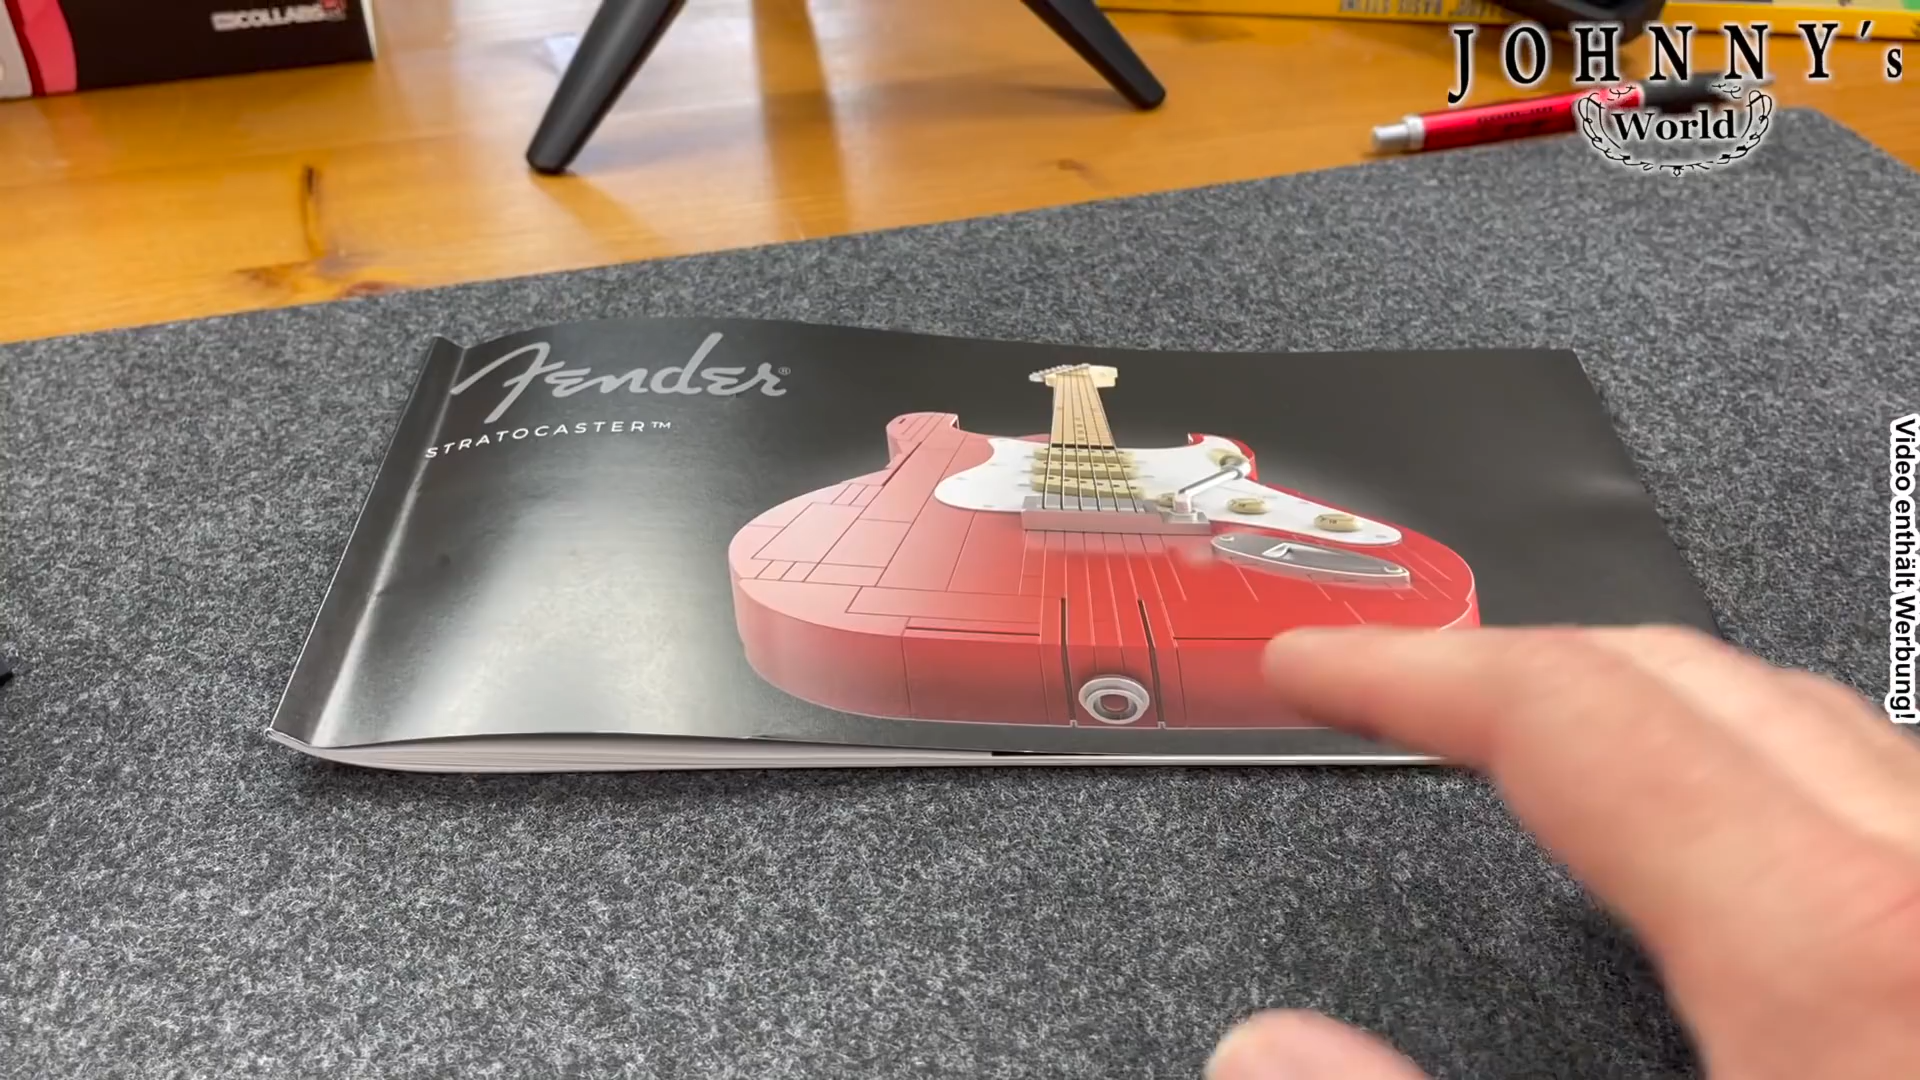 COLLABS
JOHNNY's
World
Fender®
STRATOCASTER™
Video enthält Werbung!